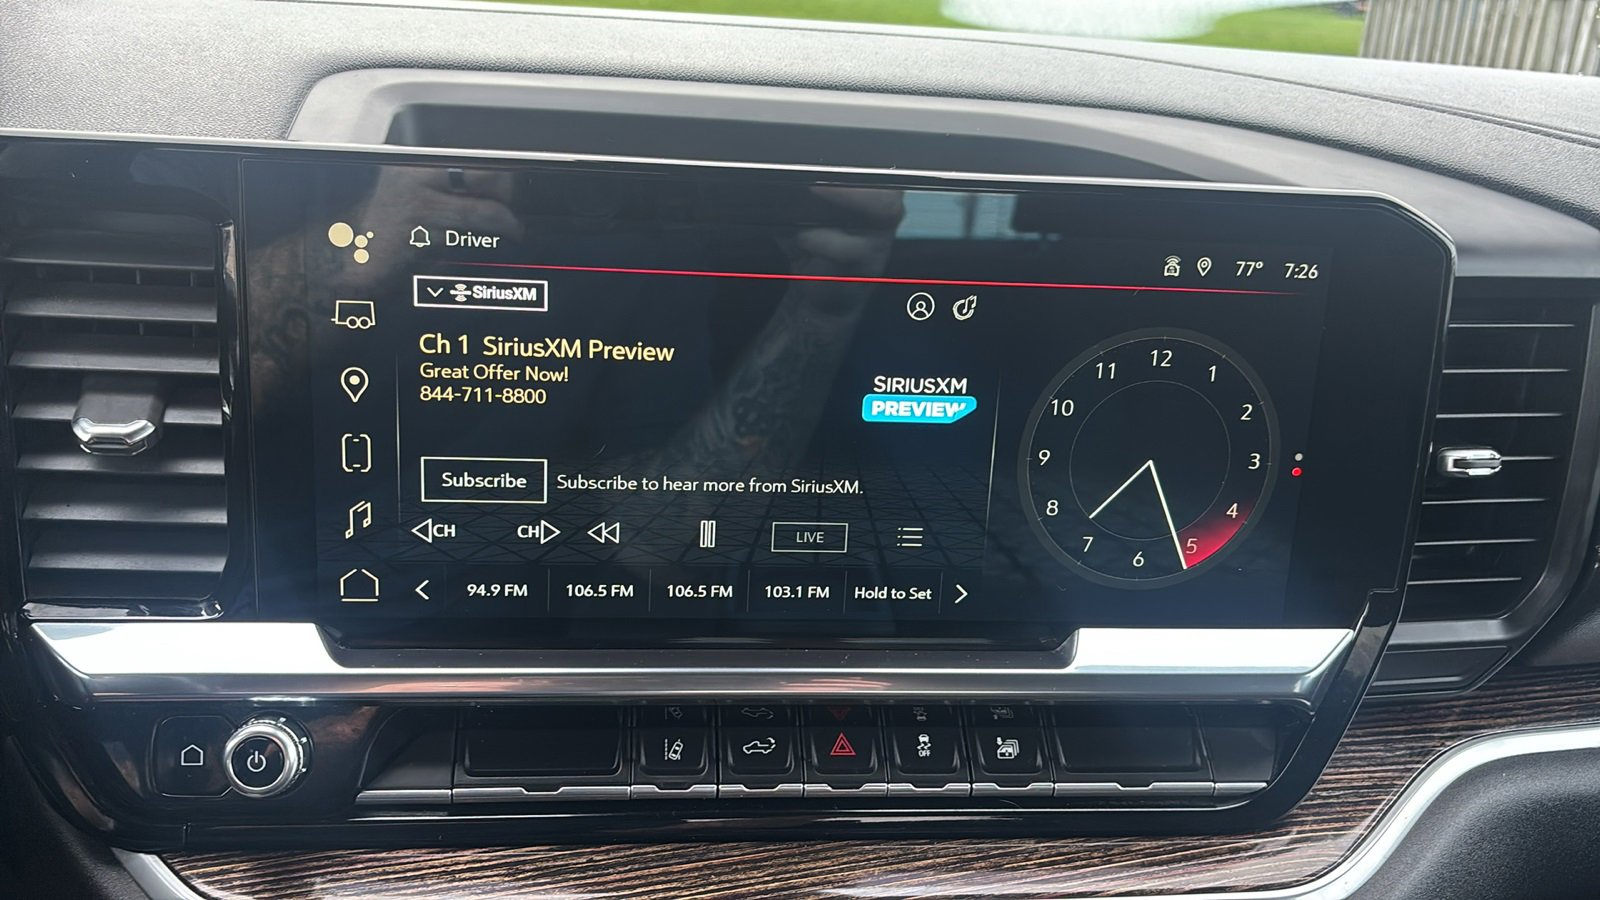 Driver
77° 7:26
SiriusXM
Ch 1 SiriusXM Preview
Great Offer Now!
844-711-8800
SIRIUSXM
PREVIEW
Subscribe Subscribe to hear more from SiriusXM.
CH CH LIVE
94.9 FM 106.5 FM 106.5 FM 103.1 FM Hold to Set
12
1
2
3
4
5
6
7
8
9
10
11
OFF